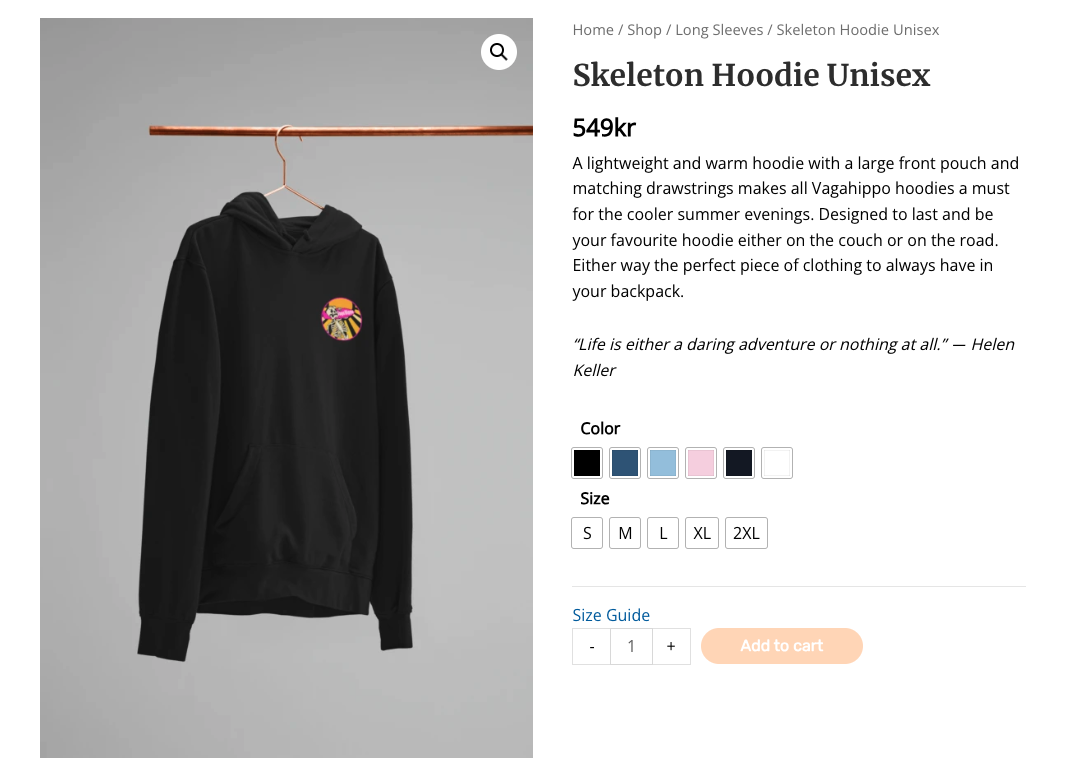 Home / Shop / Long Sleeves / Skeleton Hoodie Unisex
Skeleton Hoodie Unisex
549kr
A lightweight and warm hoodie with a large front pouch and
matching drawstrings makes all Vagahippo hoodies a must
for the cooler summer evenings. Designed to last and be
your favourite hoodie either on the couch or on the road.
Either way the perfect piece of clothing to always have in
your backpack.
“Life is either a daring adventure or nothing at all.” — Helen
Keller
Color
Size
S M L XL 2XL
Size Guide
- 1 + Add to cart